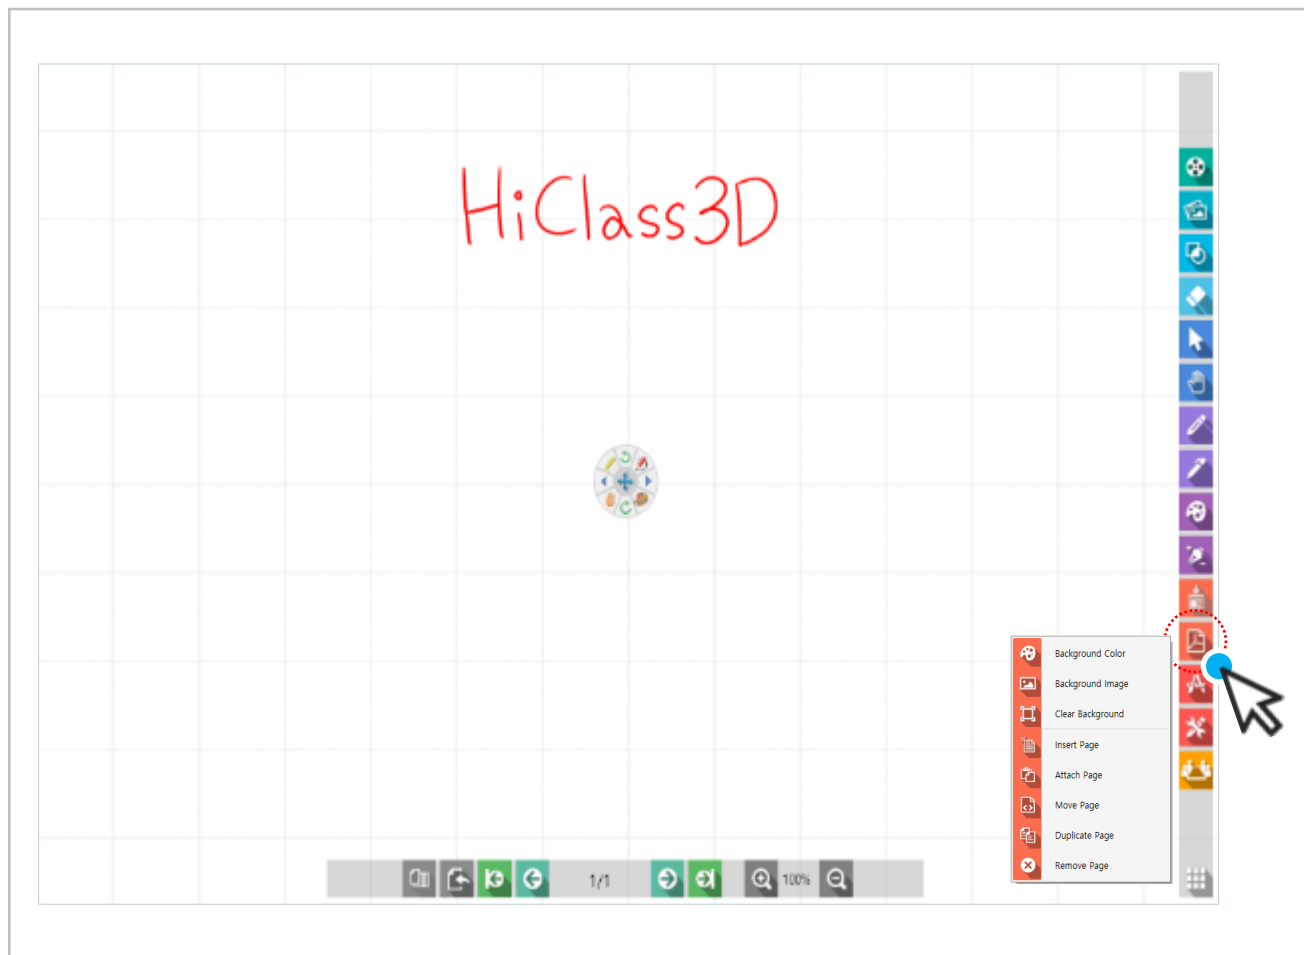 HiClass3D
Background Color
Background Image
Clear Background
Insert Page
Attach Page
Move Page
Duplicate Page
Remove Page
1/1
100%